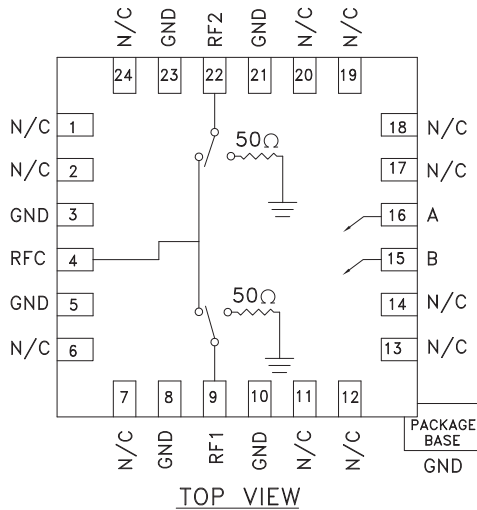 N/C GND RF2 GND N/C N/C
24 23 22 21 20 19
N/C 1
N/C 2
GND 3
RFC 4
GND 5
N/C 6
50Ω
50Ω
18 N/C
17 N/C
16 A
15 B
14 N/C
13 N/C
7 8 9 10 11 12
N/C GND RF1 GND N/C N/C
PACKAGE
BASE
GND
TOP VIEW